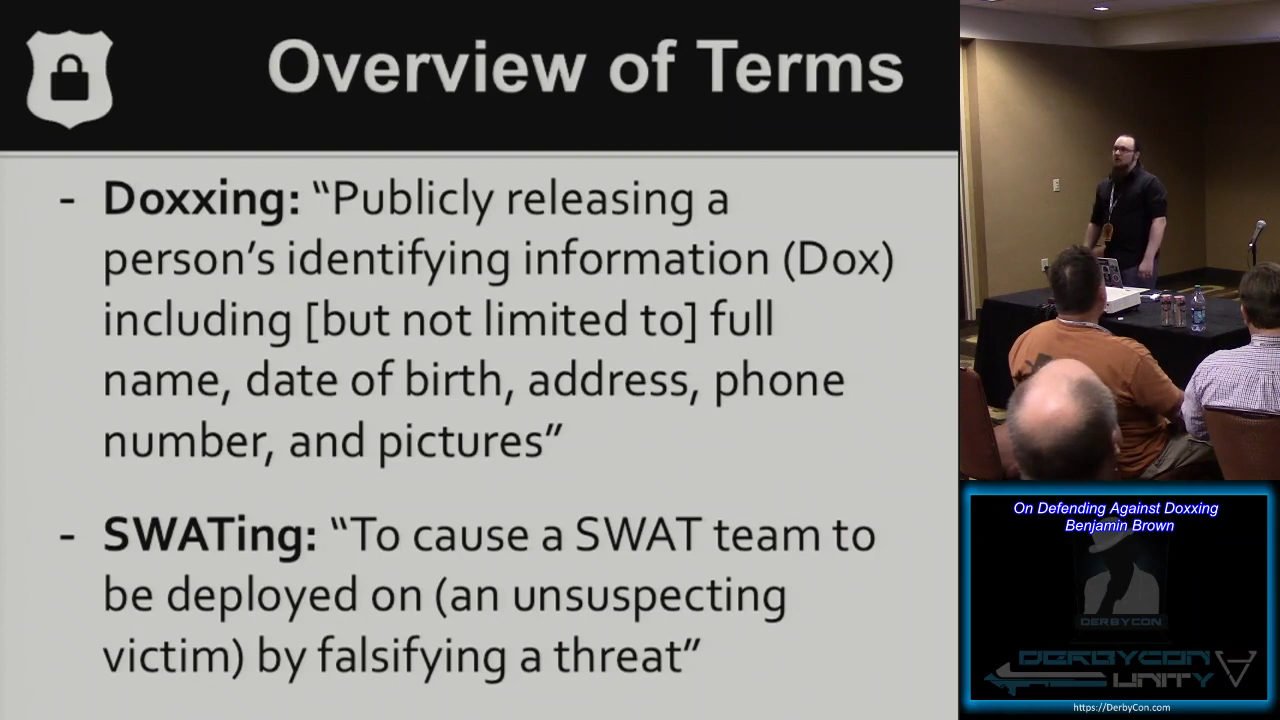 Overview of Terms
- Doxxing: “Publicly releasing a
person’s identifying information (Dox)
including [but not limited to] full
name, date of birth, address, phone
number, and pictures”
- SWATing: “To cause a SWAT team to
be deployed on (an unsuspecting
victim) by falsifying a threat”
On Defending Against Doxxing
Benjamin Brown
DERBYCON
DERBYCON
UNITY
https://DerbyCon.com